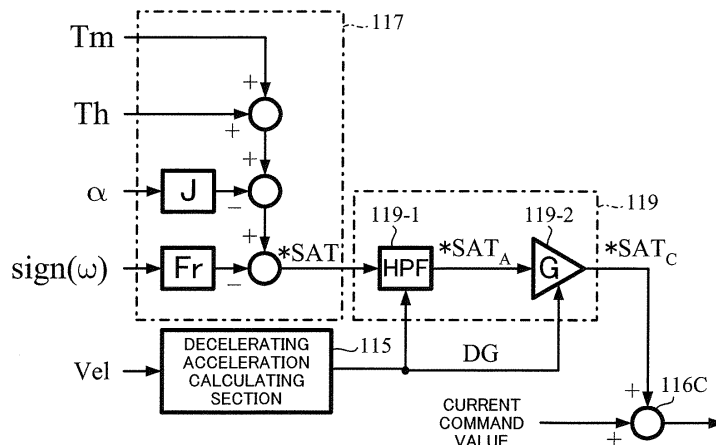 117
Tm
+
Th
+
+
α
J
−
119
119-1
119-2
+
sign(ω)
Fr
−
*SAT
HPF
*SAT_A
G
*SAT_C
115
Vel
DECELERATING
ACCELERATION
CALCULATING
SECTION
DG
+
116C
CURRENT
COMMAND
VALUE
+